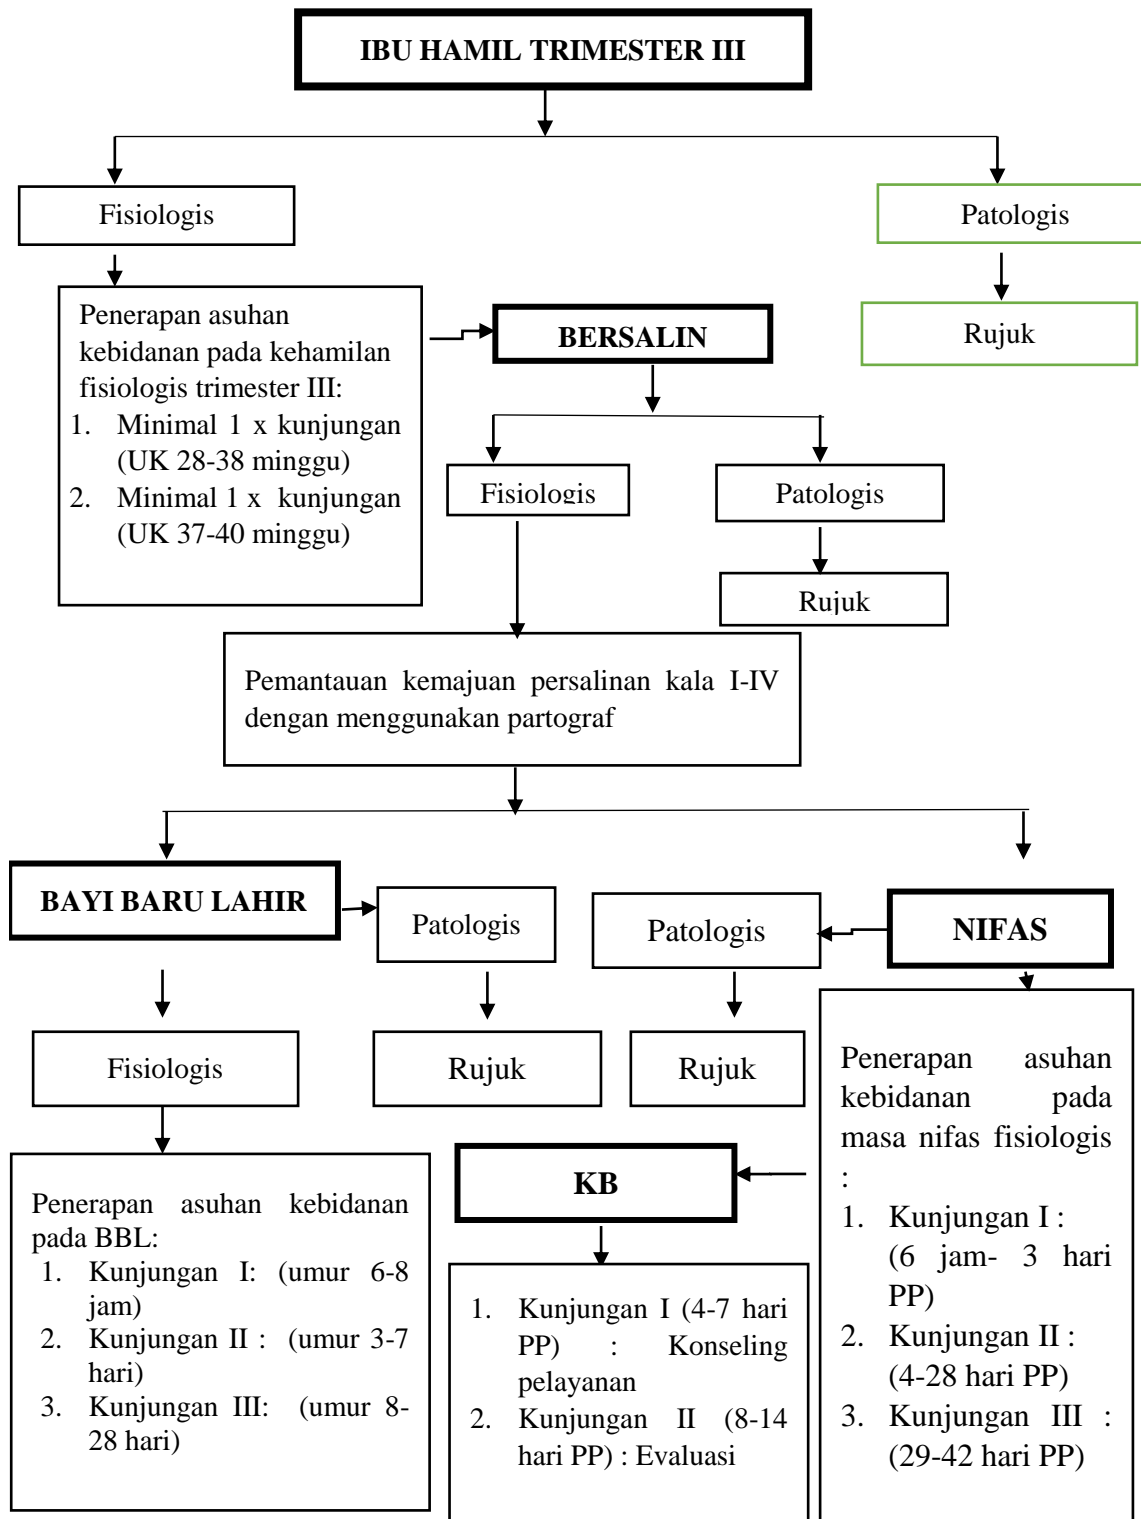 IBU HAMIL TRIMESTER III
Fisiologis
Patologis
Penerapan asuhan
kebidanan pada kehamilan
fisiologis trimester III:
1. Minimal 1 x kunjungan
(UK 28-38 minggu)
2. Minimal 1 x kunjungan
(UK 37-40 minggu)
BERSALIN
Rujuk
Fisiologis
Patologis
Rujuk
Pemantauan kemajuan persalinan kala I-IV
dengan menggunakan partograf
BAYI BARU LAHIR
Patologis
Patologis
NIFAS
Fisiologis
Rujuk
Rujuk
Penerapan asuhan
kebidanan pada
masa nifas fisiologis
:
1. Kunjungan I :
(6 jam- 3 hari
PP)
2. Kunjungan II :
(4-28 hari PP)
3. Kunjungan III :
(29-42 hari PP)
Penerapan asuhan kebidanan
pada BBL:
1. Kunjungan I: (umur 6-8
jam)
2. Kunjungan II : (umur 3-7
hari)
3. Kunjungan III: (umur 8-
28 hari)
KB
1. Kunjungan I (4-7 hari
PP) : Konseling
pelayanan
2. Kunjungan II (8-14
hari PP) : Evaluasi